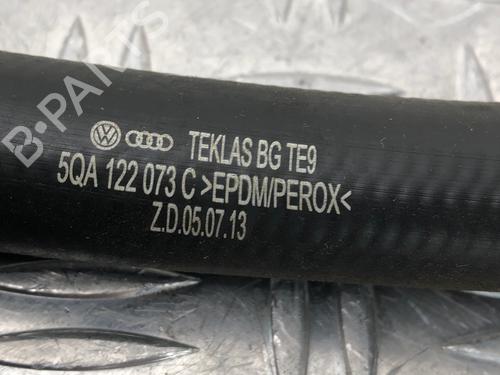 B-PARTS
TEKLAS BG TE9
5QA 122 073 C >EPDM/PEROX<
Z.D.05.07.13